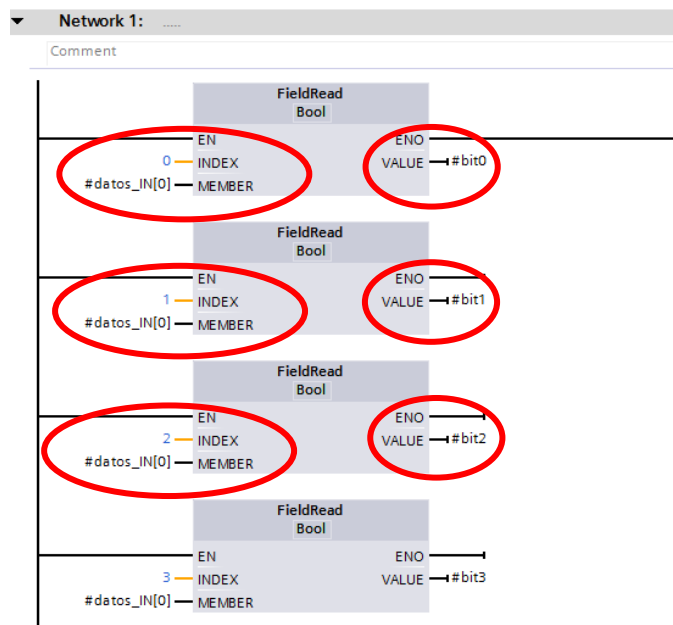 Network 1: .....
Comment
FieldRead
Bool
EN ENO
0 INDEX VALUE #bit0
#datos_IN[0] MEMBER
FieldRead
Bool
EN ENO
1 INDEX VALUE #bit1
#datos_IN[0] MEMBER
FieldRead
Bool
EN ENO
2 INDEX VALUE #bit2
#datos_IN[0] MEMBER
FieldRead
Bool
EN ENO
3 INDEX VALUE #bit3
#datos_IN[0] MEMBER